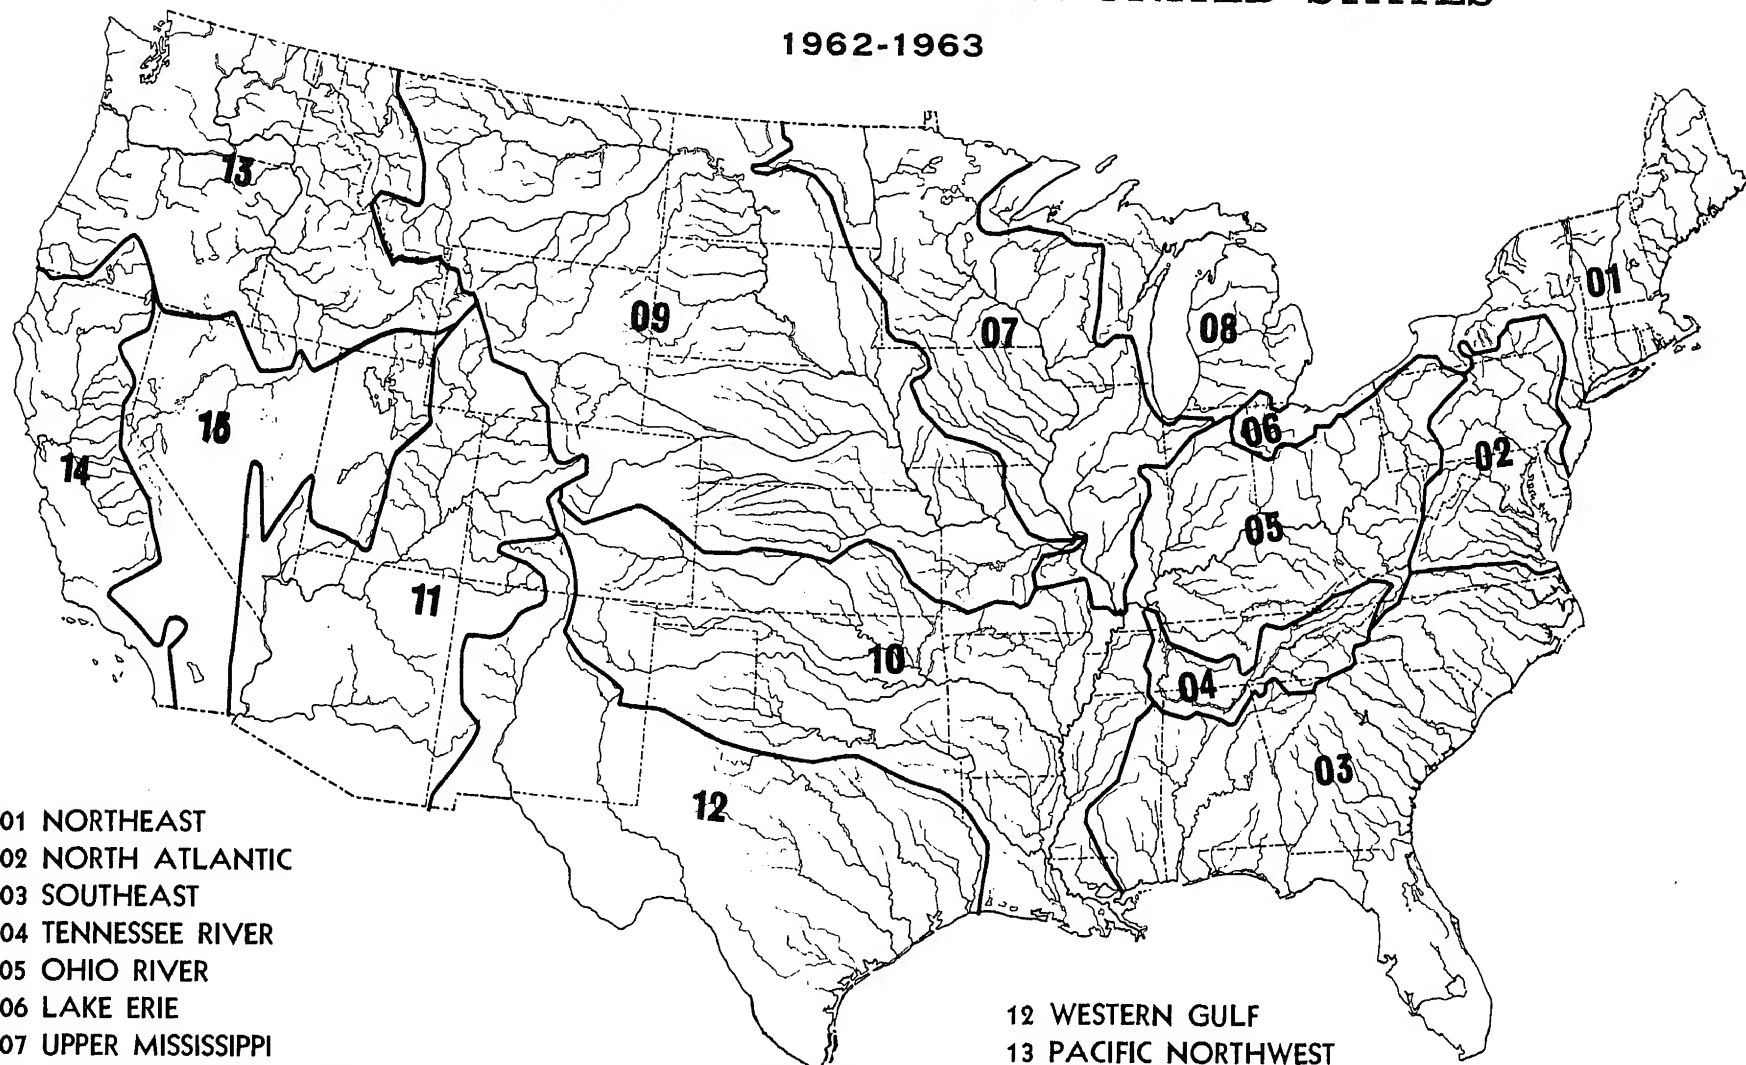 1962-1963
13
01
09
07
08
15
06
14
02
05
11
10
04
03
12
01 NORTHEAST
02 NORTH ATLANTIC
03 SOUTHEAST
04 TENNESSEE RIVER
05 OHIO RIVER
06 LAKE ERIE
07 UPPER MISSISSIPPI
12 WESTERN GULF
13 PACIFIC NORTHWEST